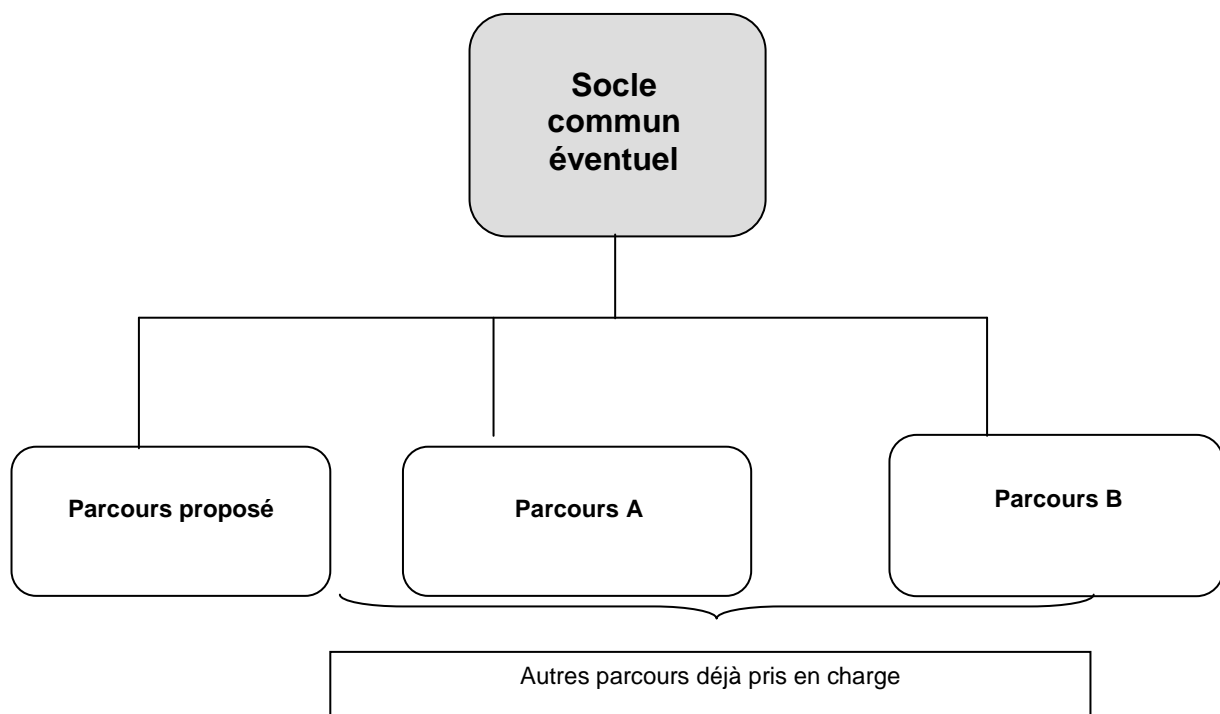 Socle
commun
éventuel
Parcours proposé
Parcours A
Parcours B
Autres parcours déjà pris en charge